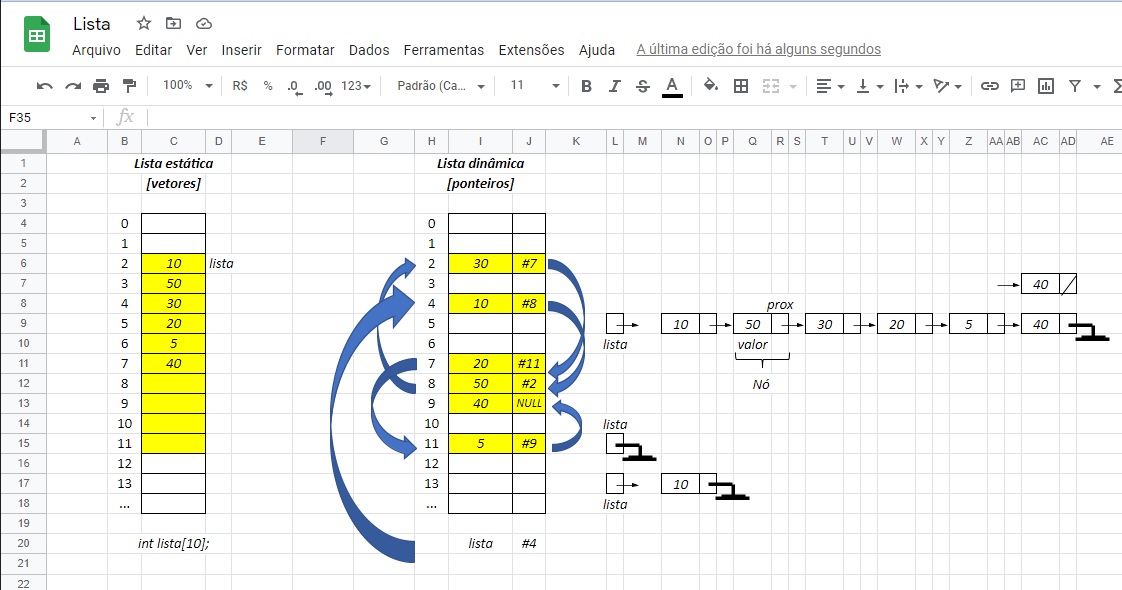 Lista
Arquivo Editar Ver Inserir Formatar Dados Ferramentas Extensões Ajuda A última edição foi há alguns segundos
100% R$ % .0 .00 123 Padrão (Ca... 11 B I S A
F35 fx
A B C D E F G H I J K L M N O P Q R S T U V W X Y Z AA AB AC AD AE
1 Lista estática Lista dinâmica
2 [vetores] [ponteiros]
3
4 0 0
5 1 1
6 2 10 lista 2 30 #7
7 3 50 3 40
8 4 30 4 10 #8 prox
9 5 20 5 10 50 30 20 5 40
10 6 5 6 lista valor
11 7 40 7 20 #11
12 8 8 50 #2 Nó
13 9 9 40 NULL
14 10 10 lista
15 11 11 5 #9
16 12 12
17 13 13 10
18 ... ... lista
19
20 int lista[10]; lista #4
21
22